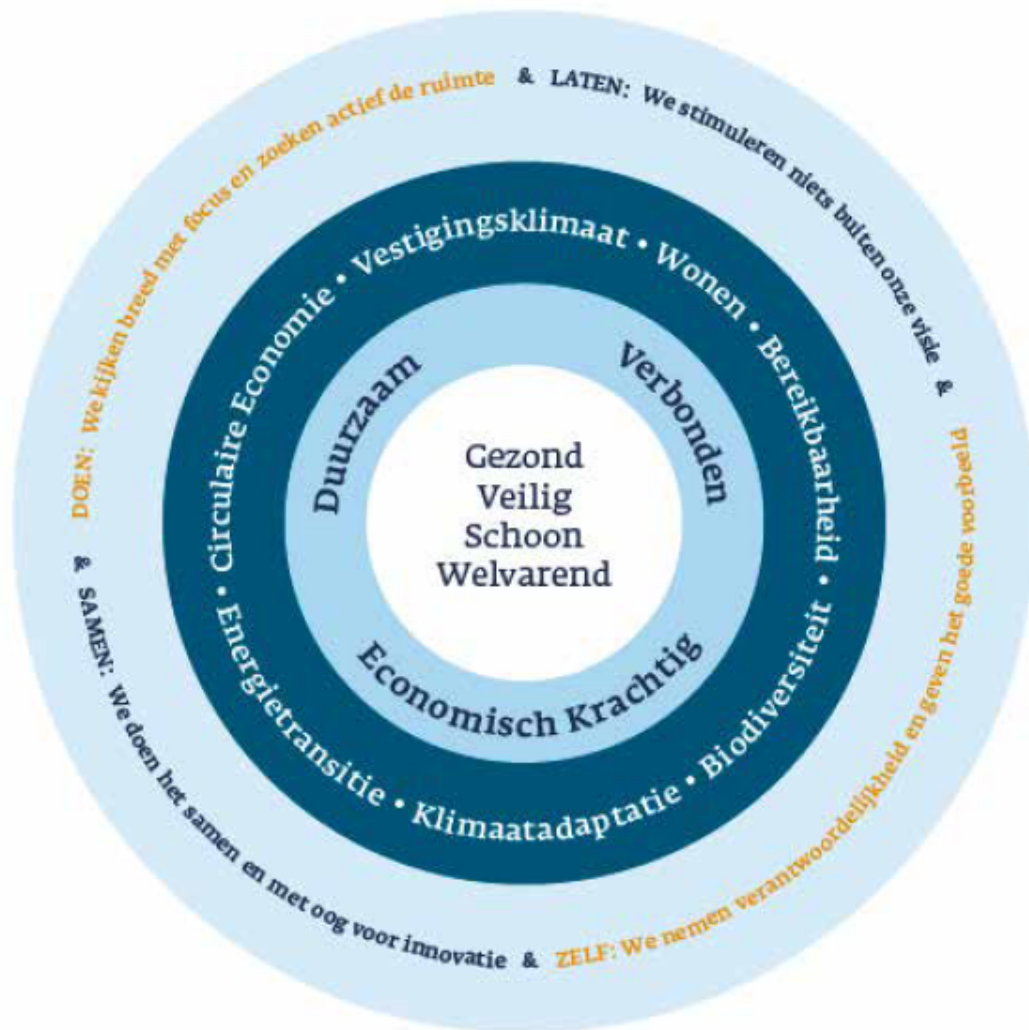 DOEN: We kijken breed met focus en zoeken actief de ruimte
& LATEN: We stimuleren niets buiten onze visie &
ZELF: We nemen verantwoordelijkheid en geven het goede voorbeeld
& SAMEN: We doen het samen en met oog voor innovatie &
Circulaire Economie • Vestigingsklimaat • Wonen • Bereikbaarheid •
Energietransitie • Klimaatadaptatie • Biodiversiteit
•
Duurzaam
Verbonden
Economisch Krachtig
Gezond
Veilig
Schoon
Welvarend